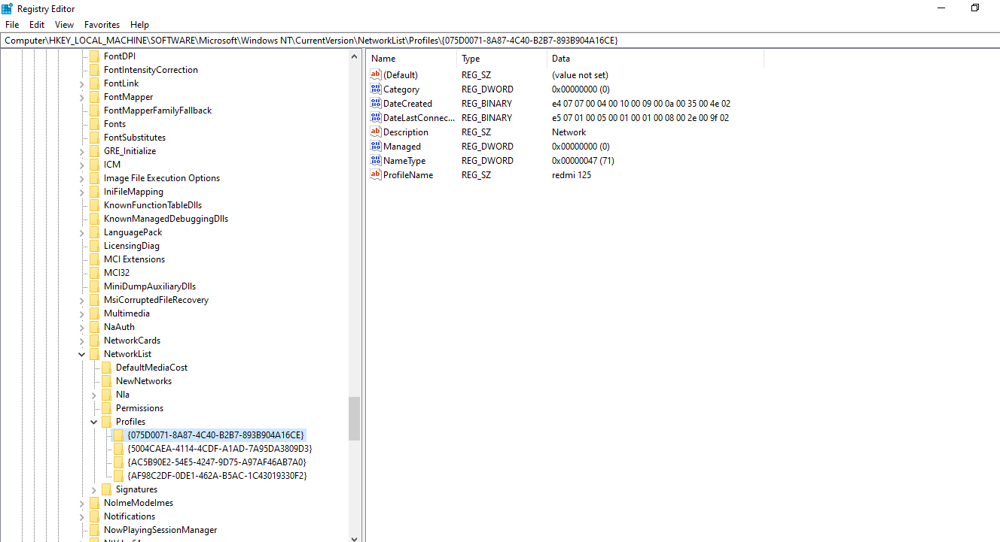 Registry Editor
File Edit View Favorites Help
Computer\HKEY_LOCAL_MACHINE\SOFTWARE\Microsoft\Windows NT\CurrentVersion\NetworkList\Profiles\{075D0071-8A87-4C40-B2B7-893B904A16CE}
FontDPI
FontIntensityCorrection
FontLink
FontMapper
FontMapperFamilyFallback
Fonts
FontSubstitutes
GRE_Initialize
ICM
Image File Execution Options
IniFileMapping
KnownFunctionTableDlls
KnownManagedDebuggingDlls
LanguagePack
LicensingDiag
MCI Extensions
MCI32
MiniDumpAuxiliaryDlls
MsiCorruptedFileRecovery
Multimedia
NaAuth
NetworkCards
NetworkList
DefaultMediaCost
NewNetworks
Nla
Permissions
Profiles
{075D0071-8A87-4C40-B2B7-893B904A16CE}
{5004CAEA-4114-4CDF-A1AD-7A95DA3809D3}
{AC5B90E2-54E5-4247-9D75-A97AF46AB7A0}
{AF98C2DF-0DE1-462A-B5AC-1C43019330F2}
Signatures
NoImeModeImes
Notifications
NowPlayingSessionManager
Name Type Data
(Default) REG_SZ (value not set)
Category REG_DWORD 0x00000000 (0)
DateCreated REG_BINARY e4 07 07 00 04 00 10 00 09 00 0a 00 35 00 4e 02
DateLastConnec... REG_BINARY e5 07 01 00 05 00 01 00 01 00 08 00 2e 00 9f 02
Description REG_SZ Network
Managed REG_DWORD 0x00000000 (0)
NameType REG_DWORD 0x00000047 (71)
ProfileName REG_SZ redmi 125